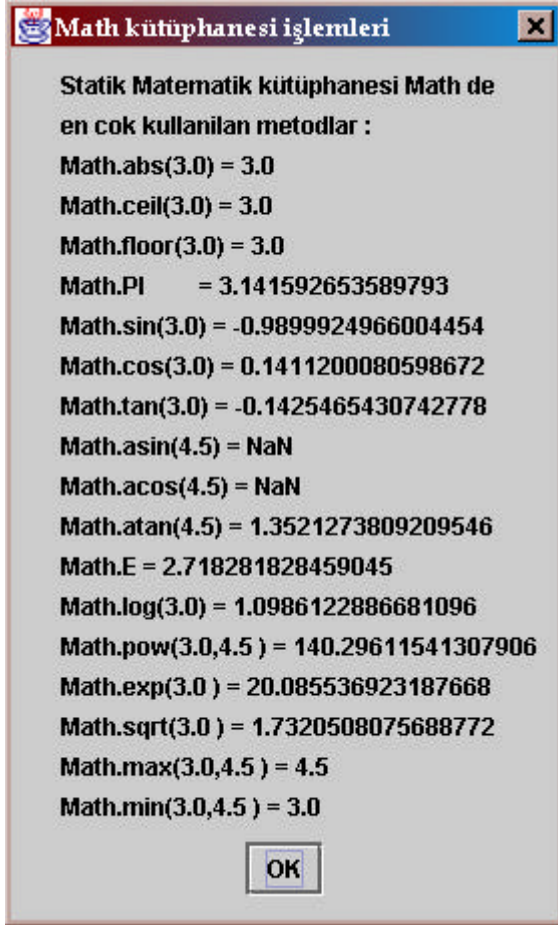 Math kütüphanesi işlemleri
Statik Matematik kütüphanesi Math de
en cok kullanilan metodlar :
Math.abs(3.0) = 3.0
Math.ceil(3.0) = 3.0
Math.floor(3.0) = 3.0
Math.PI = 3.141592653589793
Math.sin(3.0) = -0.9899924966004454
Math.cos(3.0) = 0.1411200080598672
Math.tan(3.0) = -0.1425465430742778
Math.asin(4.5) = NaN
Math.acos(4.5) = NaN
Math.atan(4.5) = 1.3521273809209546
Math.E = 2.718281828459045
Math.log(3.0) = 1.0986122886681096
Math.pow(3.0,4.5 ) = 140.29611541307906
Math.exp(3.0 ) = 20.085536923187668
Math.sqrt(3.0 ) = 1.7320508075688772
Math.max(3.0,4.5 ) = 4.5
Math.min(3.0,4.5 ) = 3.0
OK